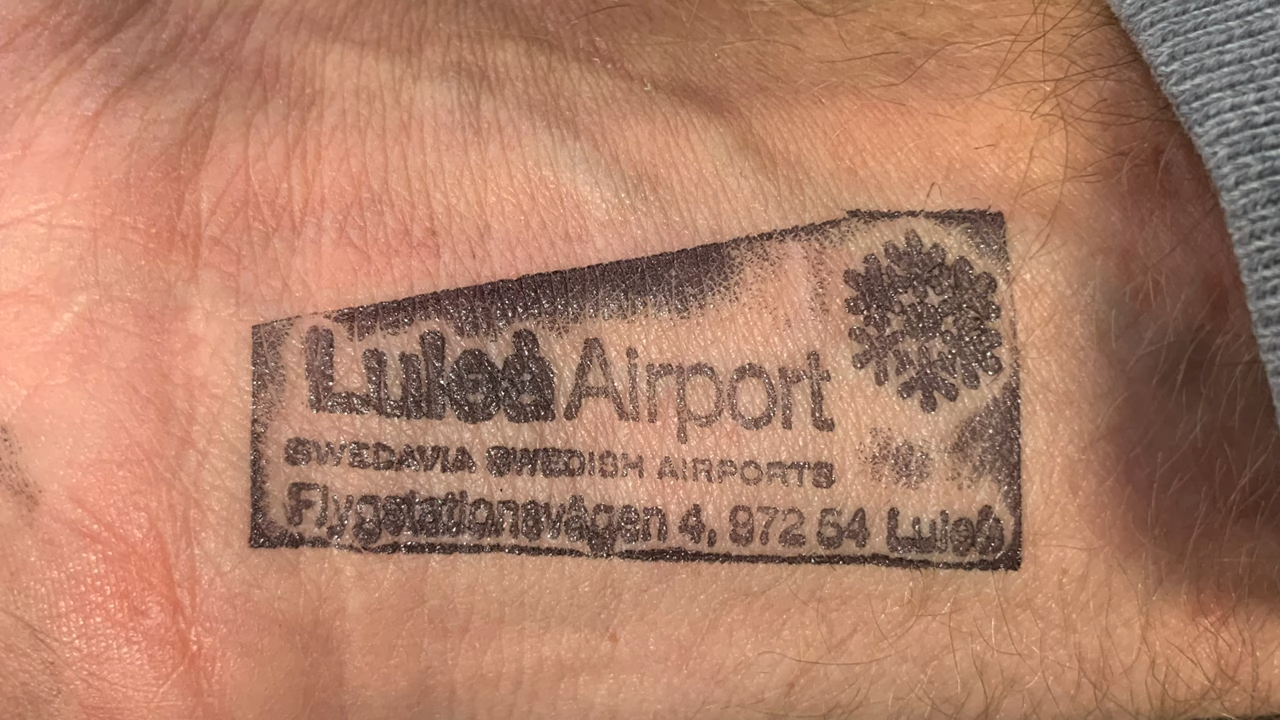 Luleå Airport
SWEDAVIA SWEDISH AIRPORTS
Flygstationsvägen 4, 972 54 Luleå